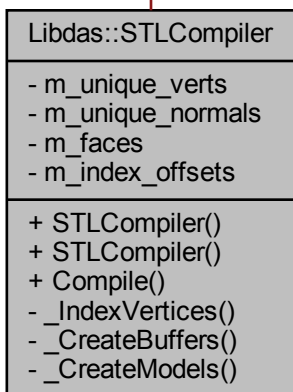 Libdas::STLCompiler
- m_unique_verts
- m_unique_normals
- m_faces
- m_index_offsets
+ STLCompiler()
+ STLCompiler()
+ Compile()
- _IndexVertices()
- _CreateBuffers()
- _CreateModels()